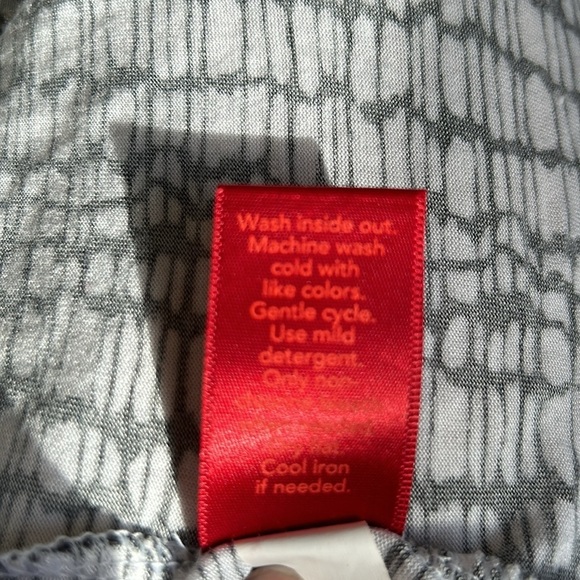 Wash inside out.
Machine wash
cold with
like colors.
Gentle cycle.
Use mild
detergent.
Only non-
Cool iron
if needed.